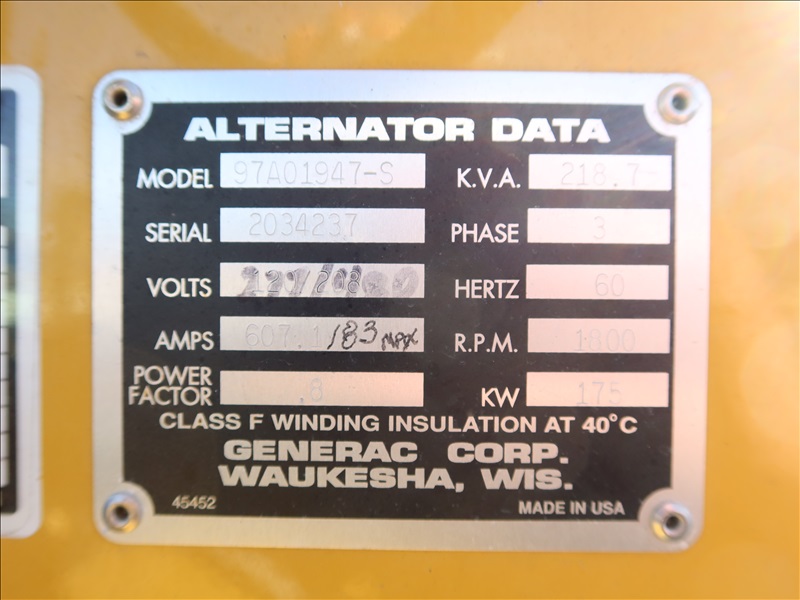 ALTERNATOR DATA
MODEL 97A01947-S K.V.A. 218.7
SERIAL 2034237 PHASE 3
VOLTS HERTZ 60
AMPS 607.1/183 MAX R.P.M. 1800
POWER FACTOR .8 KW 175
CLASS F WINDING INSULATION AT 40°C
GENERAC CORP.
WAUKESHA, WIS.
45452 MADE IN USA